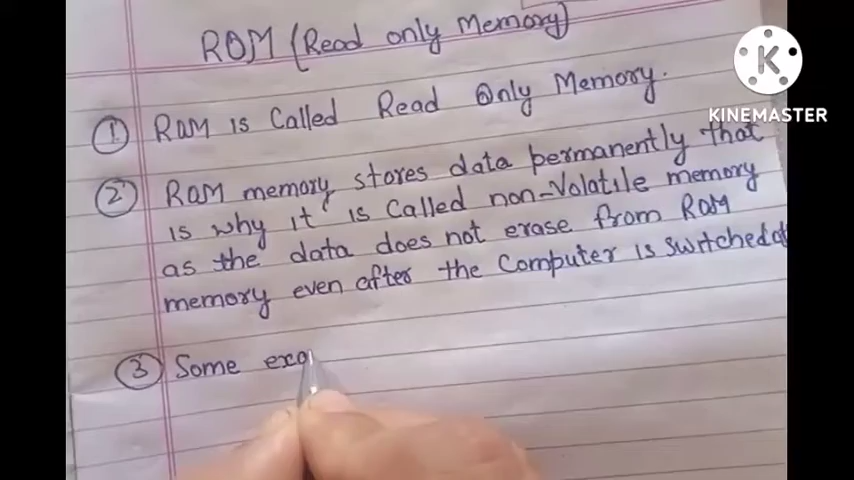 ROM (Read only Memory)
① ROM is Called Read Only Memory.
② ROM memory stores data permanently that
is why it is called non-volatile memory
as the data does not erase from ROM
memory even after the Computer is switched of
③ Some exa
KINEMASTER